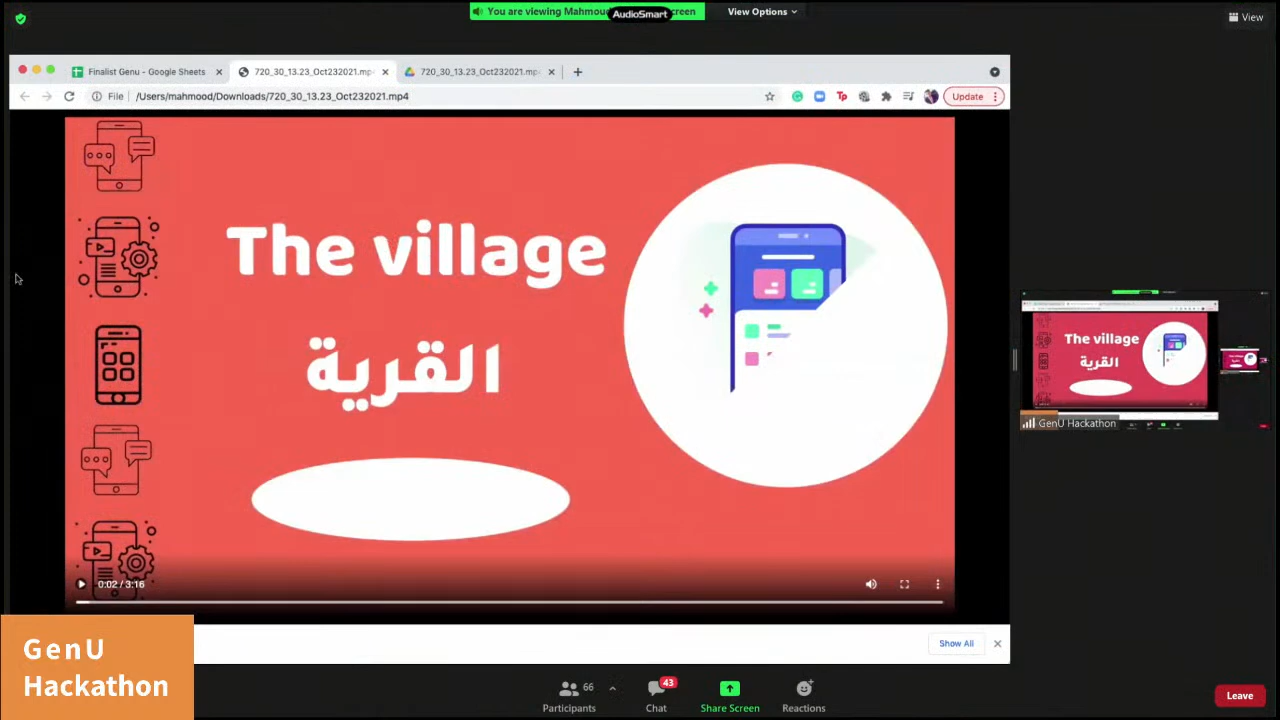 You are viewing Mahmoud
AudioSmart
screen
View Options
View
Finalist Genu - Google Sheets
720_30_13.23_Oct232021.mp4
720_30_13.23_Oct232021.mp4
File
/Users/mahmood/Downloads/720_30_13.23_Oct232021.mp4
Tp
Update
The village
القرية
The village
القرية
GenU Hackathon
0:02 / 3:16
GenU
Hackathon
Show All
66
Participants
43
Chat
Share Screen
Reactions
Leave